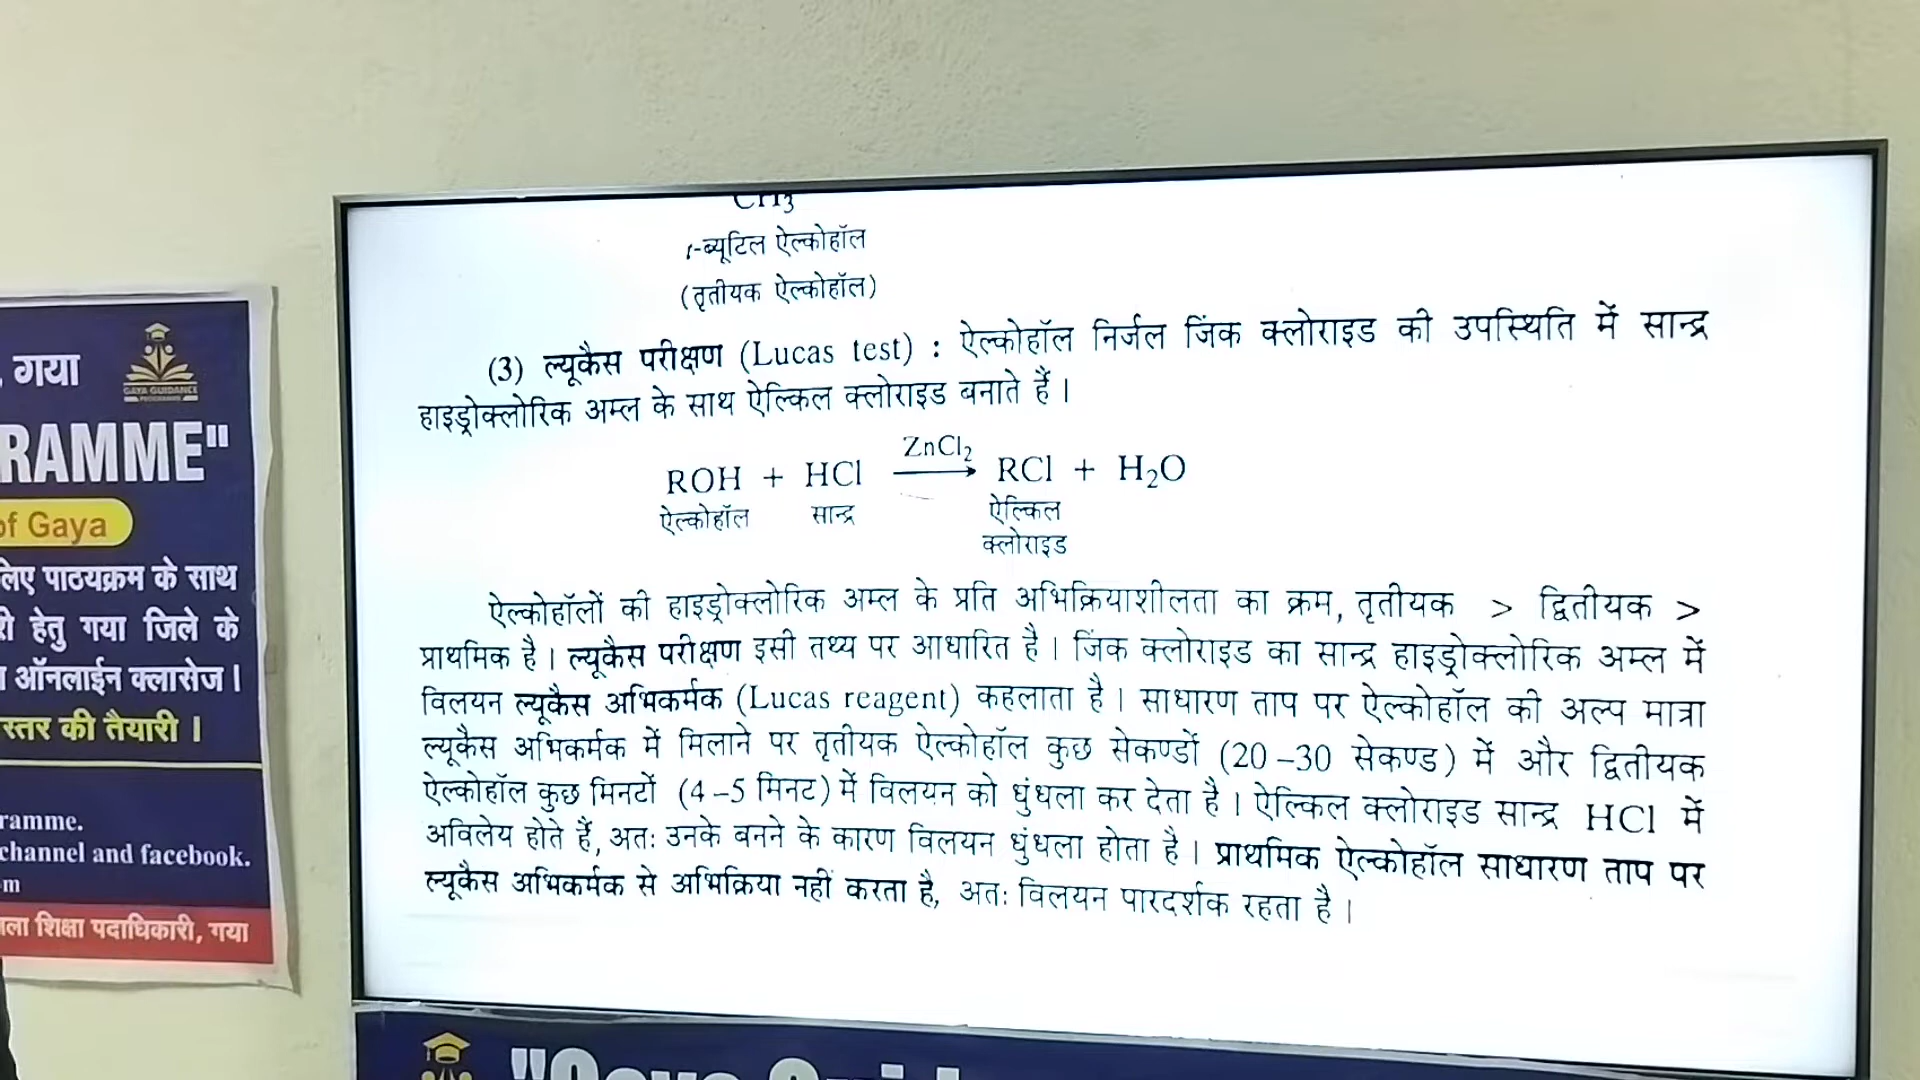 CH3
t-ब्यूटिल ऐल्कोहॉल
(तृतीयक ऐल्कोहॉल)
(3) ल्यूकैस परीक्षण (Lucas test) : ऐल्कोहॉल निर्जल जिंक क्लोराइड की उपस्थिति में सान्द्र
हाइड्रोक्लोरिक अम्ल के साथ ऐल्किल क्लोराइड बनाते हैं ।
ZnCl2
ROH + HCl → RCl + H2O
ऐल्कोहॉल सान्द्र ऐल्किल
क्लोराइड
ऐल्कोहॉलों की हाइड्रोक्लोरिक अम्ल के प्रति अभिक्रियाशीलता का क्रम, तृतीयक > द्वितीयक >
प्राथमिक है । ल्यूकैस परीक्षण इसी तथ्य पर आधारित है । जिंक क्लोराइड का सान्द्र हाइड्रोक्लोरिक अम्ल में
विलयन ल्यूकैस अभिकर्मक (Lucas reagent) कहलाता है । साधारण ताप पर ऐल्कोहॉल की अल्प मात्रा
ल्यूकैस अभिकर्मक में मिलाने पर तृतीयक ऐल्कोहॉल कुछ सेकण्डों (20–30 सेकण्ड) में और द्वितीयक
ऐल्कोहॉल कुछ मिनटों (4–5 मिनट) में विलयन को धुंधला कर देता है । ऐल्किल क्लोराइड सान्द्र HCl में
अविलेय होते हैं, अतः उनके बनने के कारण विलयन धुंधला होता है । प्राथमिक ऐल्कोहॉल साधारण ताप पर
ल्यूकैस अभिकर्मक से अभिक्रिया नहीं करता है, अतः विलयन पारदर्शक रहता है ।
, गया
GAYA GUIDANCE
PROGRAMME
RAMME"
of Gaya
लिए पाठयक्रम के साथ
री हेतु गया जिले के
ऑनलाईन क्लासेज ।
स्तर की तैयारी ।
ramme.
channel and facebook.
m
ला शिक्षा पदाधिकारी, गया